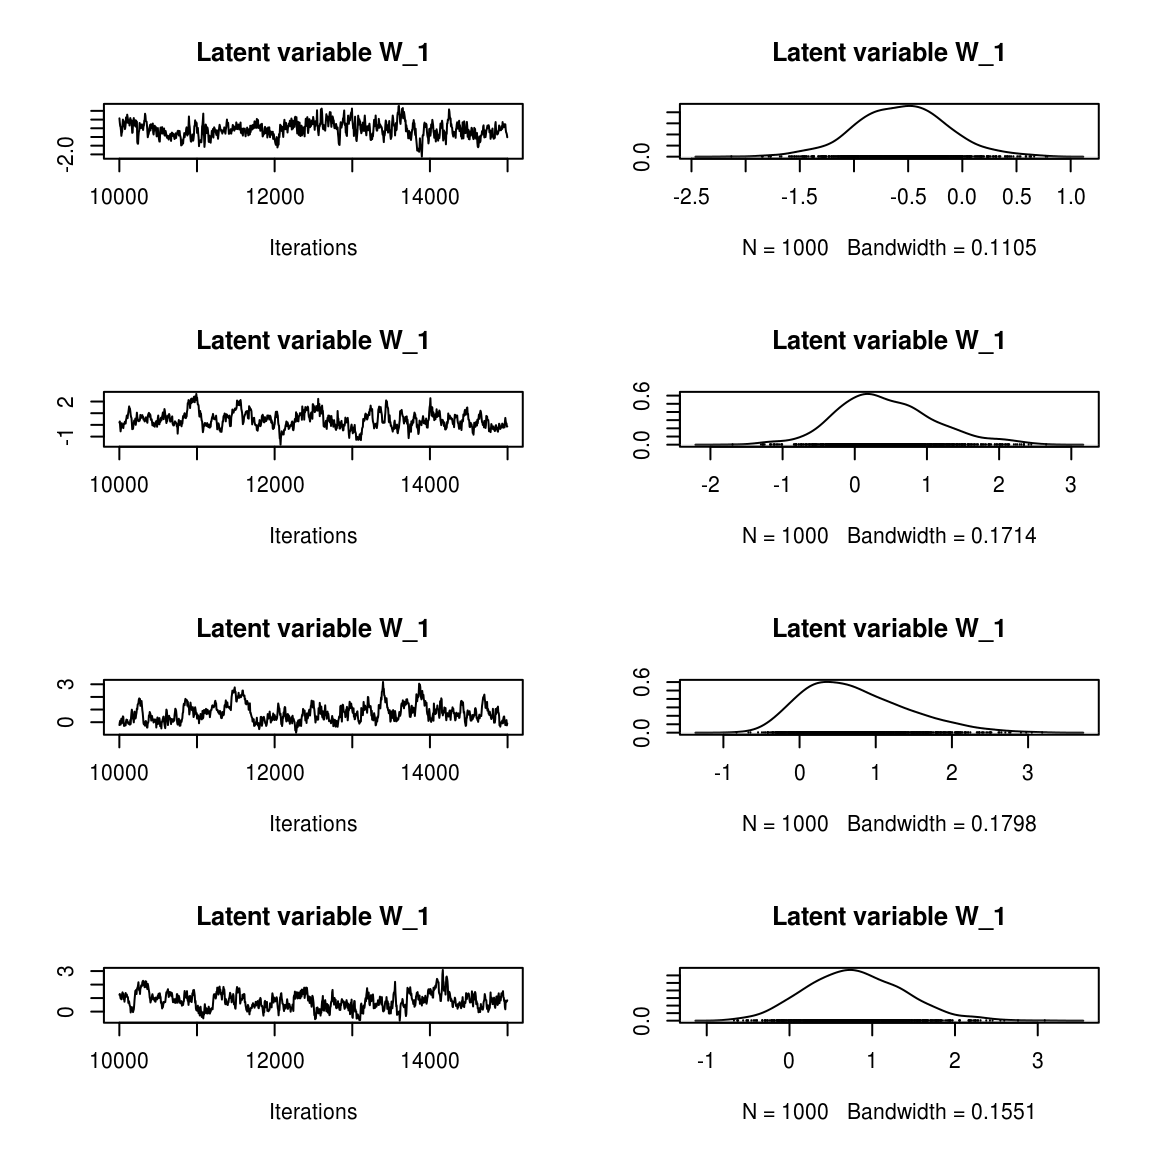 Latent variable W_1
Latent variable W_1
-2.0
10000 12000 14000
0.0
-2.5 -1.5 -0.5 0.0 0.5 1.0
Iterations
N = 1000 Bandwidth = 0.1105
Latent variable W_1
Latent variable W_1
-1 2
10000 12000 14000
0.0 0.6
-2 -1 0 1 2 3
Iterations
N = 1000 Bandwidth = 0.1714
Latent variable W_1
Latent variable W_1
0 3
10000 12000 14000
0.0 0.6
-1 0 1 2 3
Iterations
N = 1000 Bandwidth = 0.1798
Latent variable W_1
Latent variable W_1
0 3
10000 12000 14000
0.0
-1 0 1 2 3
Iterations
N = 1000 Bandwidth = 0.1551